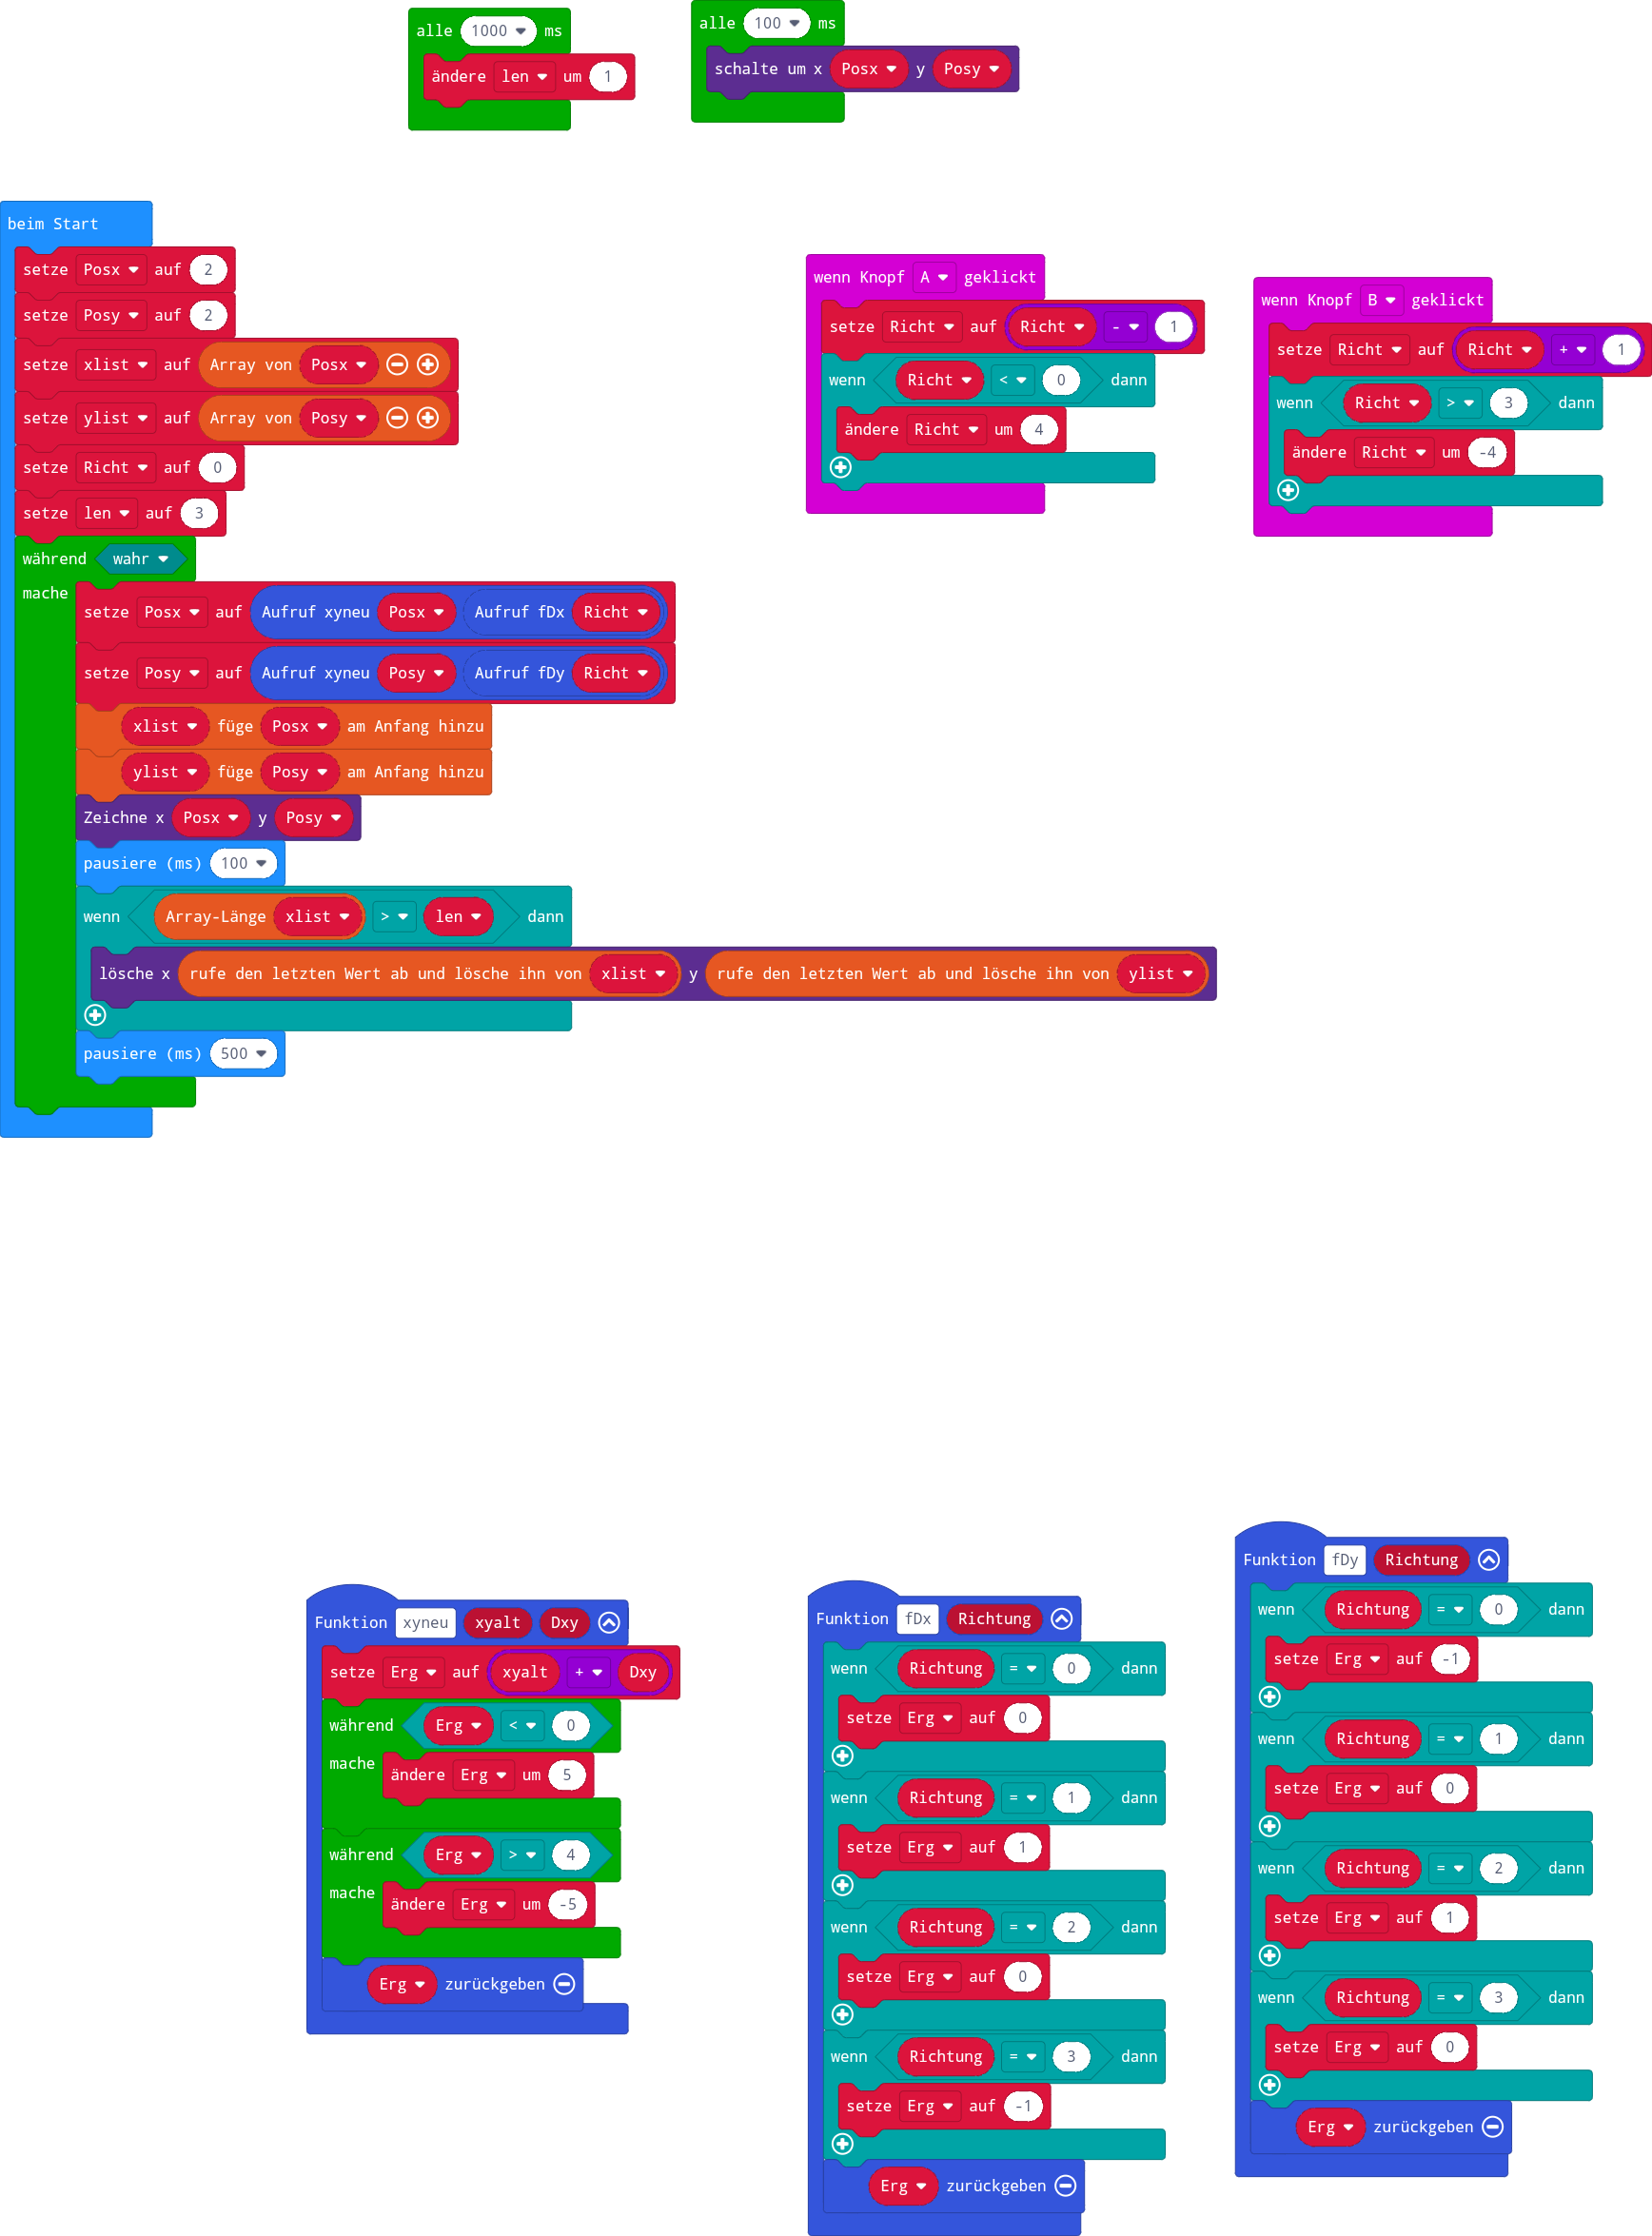 alle 1000 ms
ändere len um 1
alle 100 ms
schalte um x Posx y Posy
beim Start
setze Posx auf 2
setze Posy auf 2
setze xlist auf Array von Posx
setze ylist auf Array von Posy
setze Richt auf 0
setze len auf 3
während wahr
mache
setze Posx auf Aufruf xyneu Posx Aufruf fDx Richt
setze Posy auf Aufruf xyneu Posy Aufruf fDy Richt
xlist füge Posx am Anfang hinzu
ylist füge Posy am Anfang hinzu
Zeichne x Posx y Posy
pausiere (ms) 100
wenn Array-Länge xlist > len dann
lösche x rufe den letzten Wert ab und lösche ihn von xlist y rufe den letzten Wert ab und lösche ihn von ylist
pausiere (ms) 500
wenn Knopf A geklickt
setze Richt auf Richt - 1
wenn Richt < 0 dann
ändere Richt um 4
wenn Knopf B geklickt
setze Richt auf Richt + 1
wenn Richt > 3 dann
ändere Richt um -4
Funktion xyneu xyalt Dxy
setze Erg auf xyalt + Dxy
während Erg < 0
mache
ändere Erg um 5
während Erg > 4
mache
ändere Erg um -5
Erg zurückgeben
Funktion fDx Richtung
wenn Richtung = 0 dann
setze Erg auf 0
wenn Richtung = 1 dann
setze Erg auf 1
wenn Richtung = 2 dann
setze Erg auf 0
wenn Richtung = 3 dann
setze Erg auf -1
Erg zurückgeben
Funktion fDy Richtung
wenn Richtung = 0 dann
setze Erg auf -1
wenn Richtung = 1 dann
setze Erg auf 0
wenn Richtung = 2 dann
setze Erg auf 1
wenn Richtung = 3 dann
setze Erg auf 0
Erg zurückgeben